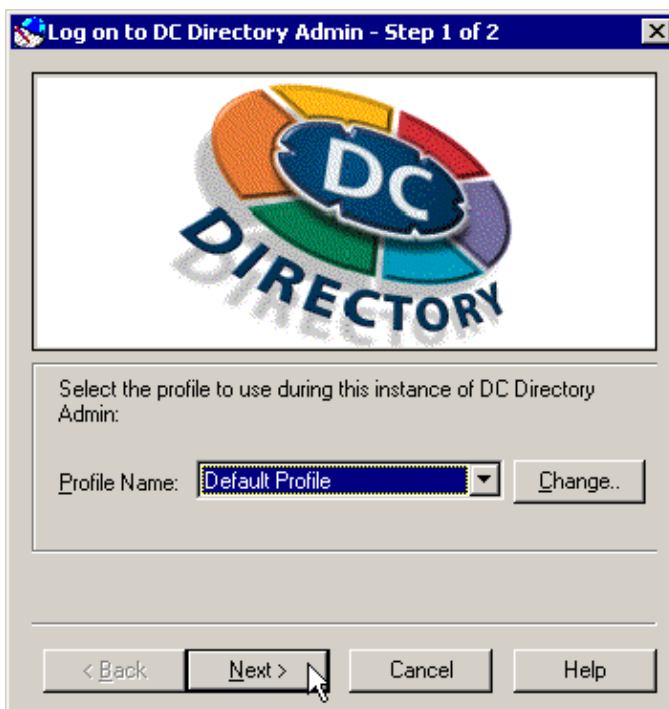 Log on to DC Directory Admin - Step 1 of 2
DC
DIRECTORY
Select the profile to use during this instance of DC Directory
Admin:
Profile Name: Default Profile Change..
< Back Next > Cancel Help